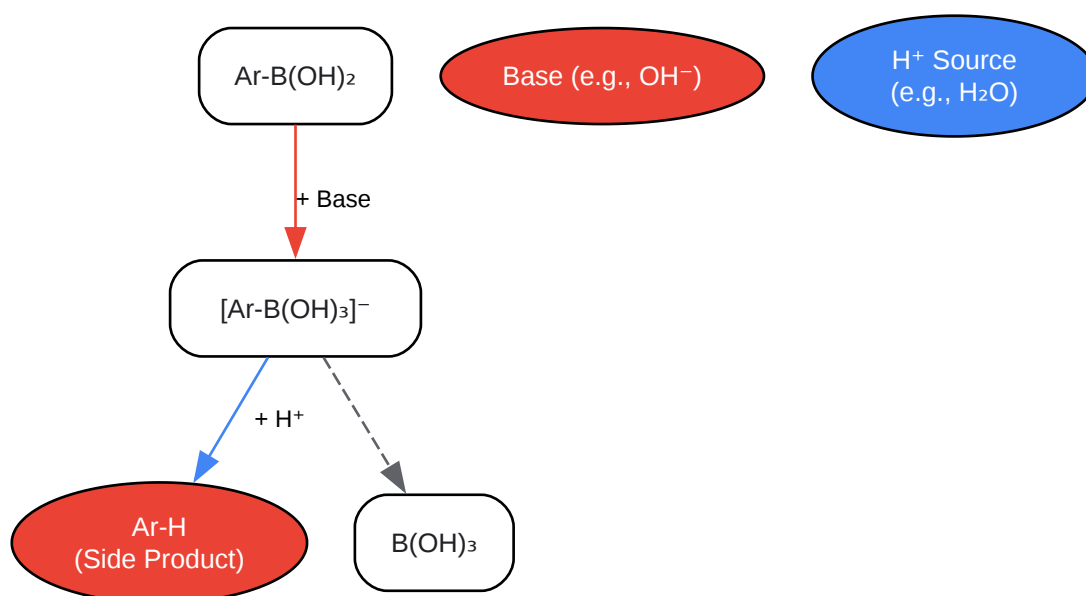 Ar-B(OH)₂
Base (e.g., OH⁻)
H⁺ Source
(e.g., H₂O)
+ Base
[Ar-B(OH)₃]⁻
+ H⁺
Ar-H
(Side Product)
B(OH)₃